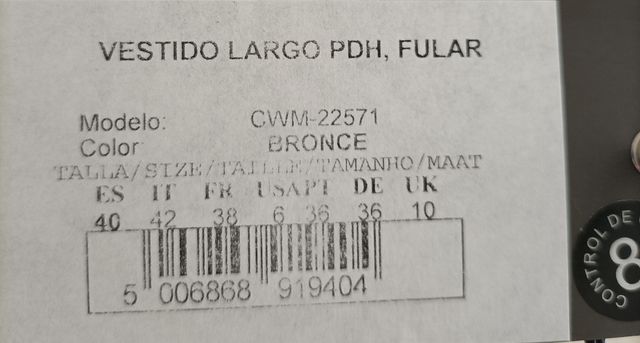 VESTIDO LARGO PDH, FULAR
Modelo: CWM-22571
Color BRONCE
TALLA/SIZE/TAILLE/TAMANHO/MAAT
ES IT FR USA PT DE UK
40 42 38 6 36 36 10
5 006868 919404
CONTROL DE
8